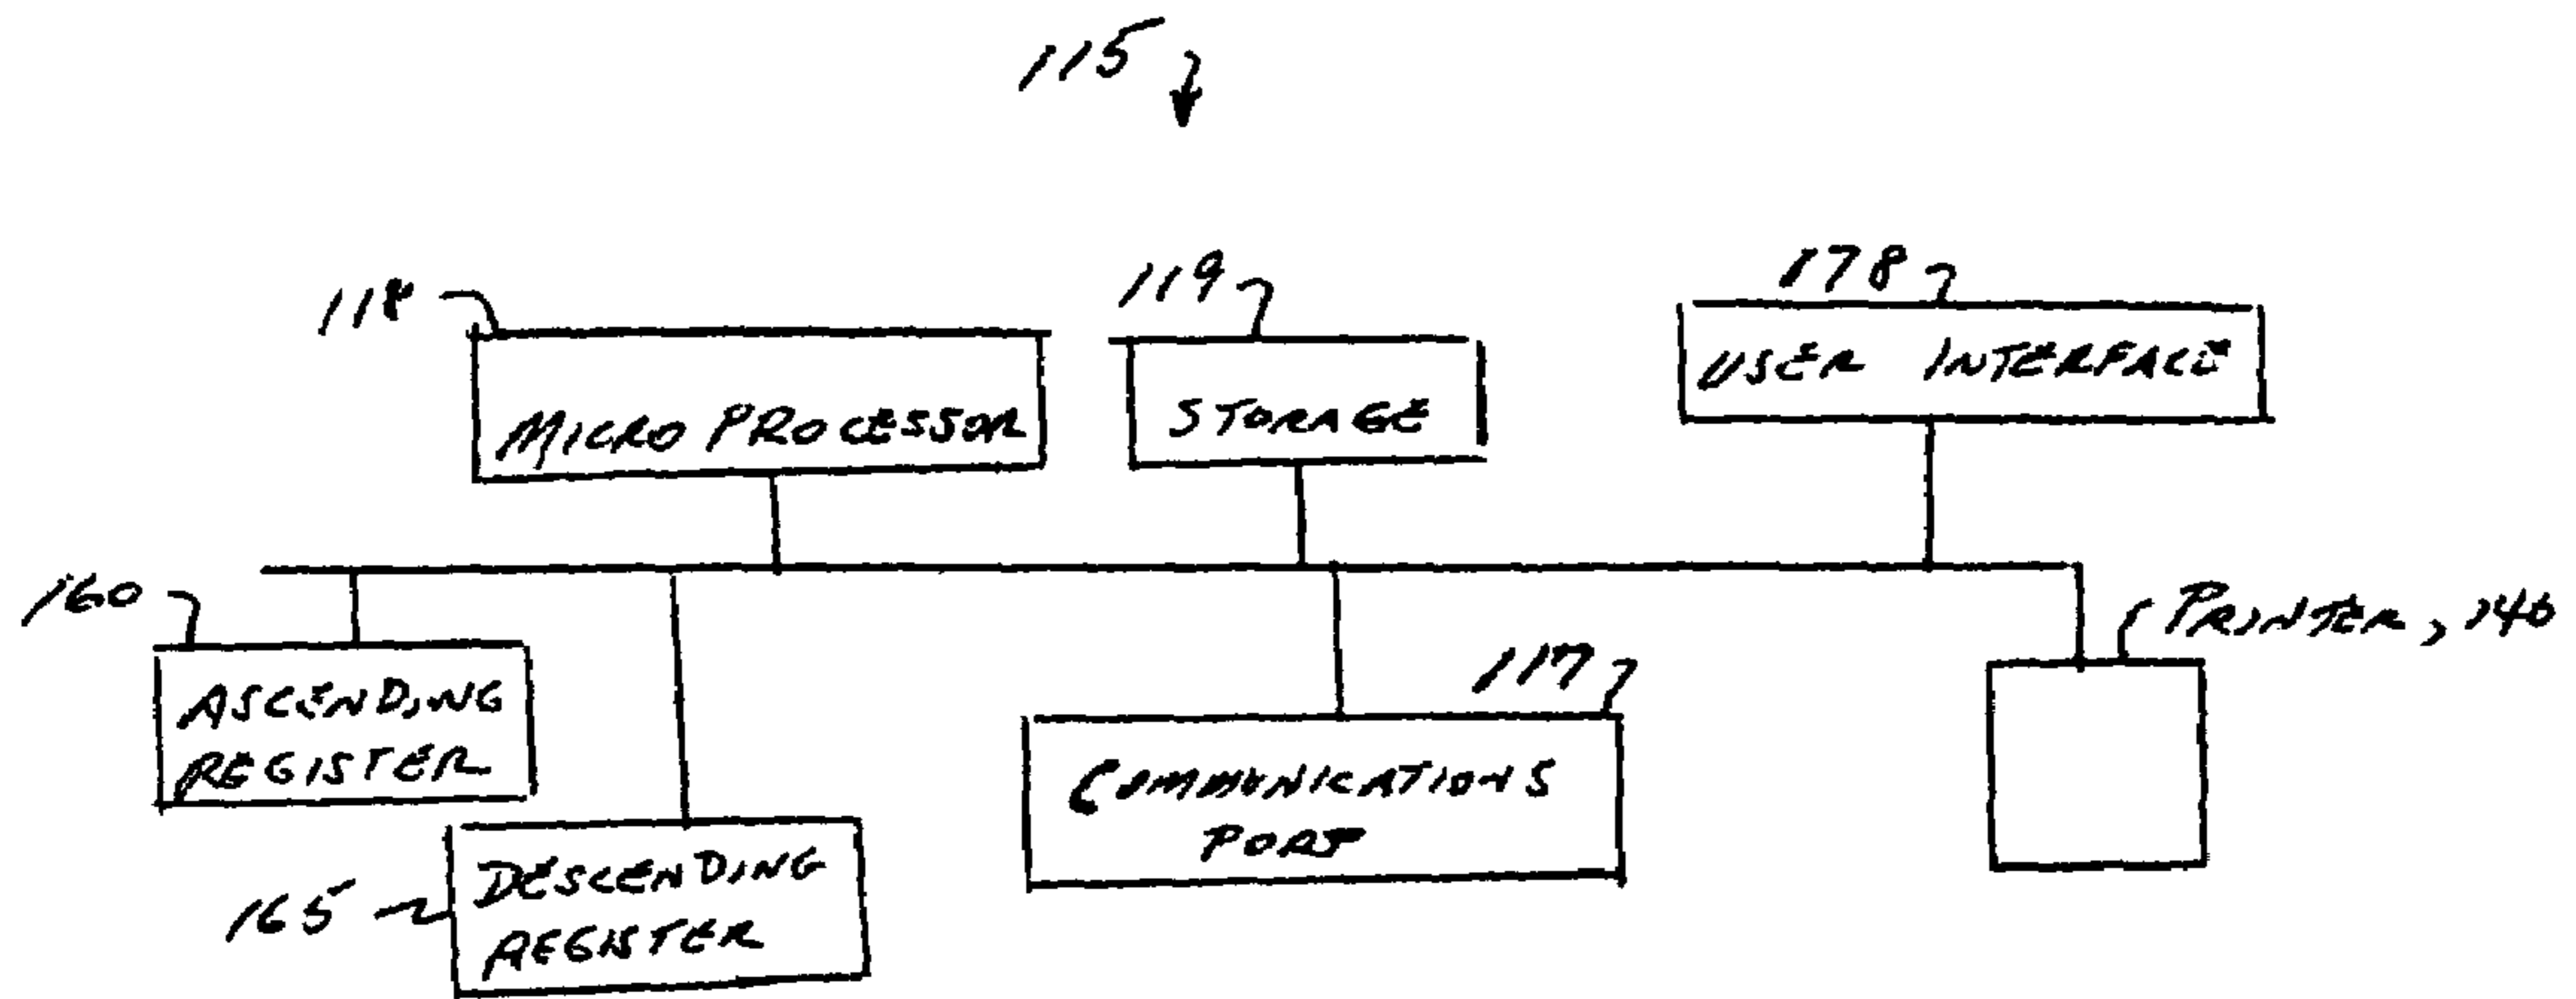 115
118
119
178
MICRO PROCESSOR
STORAGE
USER INTERFACE
160
PRINTER, 140
ASCENDING
REGISTER
117
COMMUNICATIONS
PORT
165
DESCENDING
REGISTER